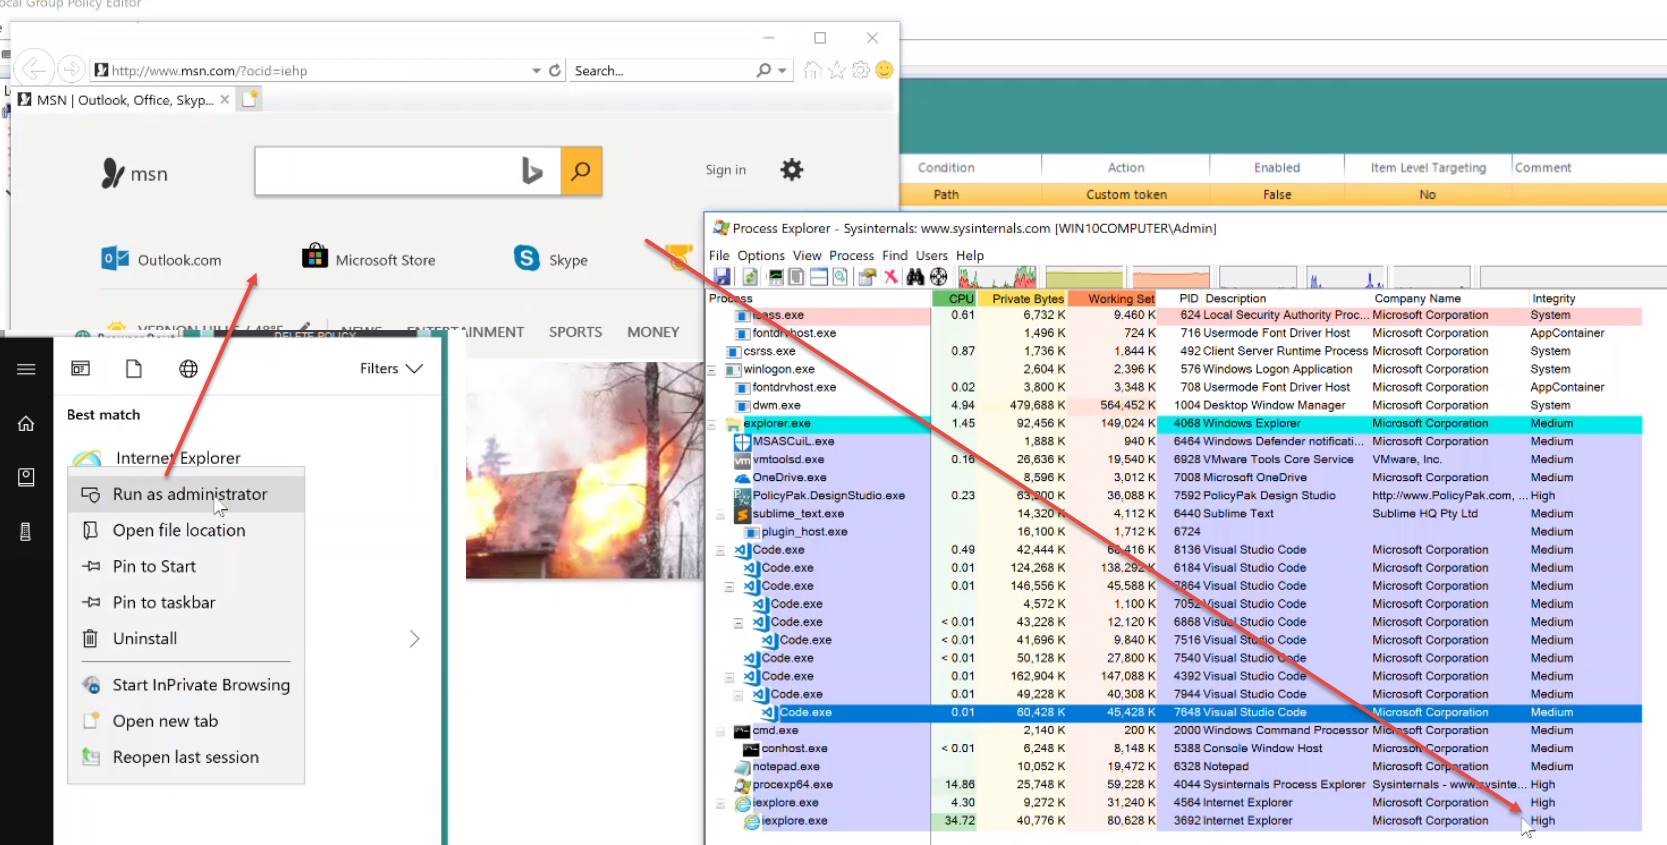 ocal Group Policy Editor
http://www.msn.com/?ocid=iehp
Search...
MSN | Outlook, Office, Skyp...
msn
Sign in
Outlook.com
Microsoft Store
Skype
NEWS
ENTERTAINMENT
SPORTS
MONEY
Filters
Best match
Internet Explorer
Run as administrator
Open file location
Pin to Start
Pin to taskbar
Uninstall
Start InPrivate Browsing
Open new tab
Reopen last session
Condition Action Enabled Item Level Targeting Comment
Path Custom token False No
Process Explorer - Sysinternals: www.sysinternals.com [WIN10COMPUTER\Admin]
File Options View Process Find Users Help
Process CPU Private Bytes Working Set PID Description Company Name Integrity
lsass.exe 0.61 6,732 K 9,460 K 624 Local Security Authority Proc... Microsoft Corporation System
fontdrvhost.exe 1,496 K 724 K 716 Usermode Font Driver Host Microsoft Corporation AppContainer
csrss.exe 0.87 1,736 K 1,844 K 492 Client Server Runtime Process Microsoft Corporation System
winlogon.exe 2,604 K 2,396 K 576 Windows Logon Application Microsoft Corporation System
fontdrvhost.exe 0.02 3,800 K 3,348 K 708 Usermode Font Driver Host Microsoft Corporation AppContainer
dwm.exe 4.94 479,688 K 564,452 K 1004 Desktop Window Manager Microsoft Corporation System
explorer.exe 1.45 92,456 K 149,024 K 4068 Windows Explorer Microsoft Corporation Medium
MSASCuiL.exe 1,888 K 940 K 6464 Windows Defender notificati... Microsoft Corporation Medium
vmtoolsd.exe 0.16 26,636 K 19,540 K 6928 VMware Tools Core Service VMware, Inc. Medium
OneDrive.exe 8,596 K 3,012 K 7008 Microsoft OneDrive Microsoft Corporation Medium
PolicyPak.DesignStudio.exe 0.23 36,088 K 7592 PolicyPak Design Studio http://www.PolicyPak.com, ... High
sublime_text.exe 14,320 K 4,112 K 6440 Sublime Text Sublime HQ Pty Ltd Medium
plugin_host.exe 16,100 K 1,712 K 6724 Medium
Code.exe 0.49 42,444 K 8136 Visual Studio Code Microsoft Corporation Medium
Code.exe 0.01 124,268 K 138,292 K 6184 Visual Studio Code Microsoft Corporation Medium
Code.exe 0.01 146,556 K 45,588 K 7864 Visual Studio Code Microsoft Corporation Medium
Code.exe 4,572 K 1,100 K 7052 Visual Studio Code Microsoft Corporation Medium
Code.exe < 0.01 43,228 K 12,120 K 6868 Visual Studio Code Microsoft Corporation Medium
Code.exe < 0.01 41,696 K 9,840 K 7516 Visual Studio Code Microsoft Corporation Medium
Code.exe < 0.01 50,128 K 27,800 K 7540 Visual Studio Code Microsoft Corporation Medium
Code.exe 0.01 162,904 K 147,088 K 4392 Visual Studio Code Microsoft Corporation Medium
Code.exe 0.01 49,228 K 40,308 K 7944 Visual Studio Code Microsoft Corporation Medium
Code.exe 0.01 60,428 K 45,428 K 7648 Visual Studio Code Microsoft Corporation Medium
cmd.exe 2,140 K 200 K 2000 Windows Command Processor Microsoft Corporation Medium
conhost.exe < 0.01 6,248 K 8,148 K 5388 Console Window Host Microsoft Corporation Medium
notepad.exe 10,052 K 19,472 K 6328 Notepad Microsoft Corporation Medium
procexp64.exe 14.86 25,748 K 59,228 K 4044 Sysinternals Process Explorer Sysinternals - www.sysinte... High
iexplore.exe 4.30 9,272 K 31,240 K 4564 Internet Explorer Microsoft Corporation High
iexplore.exe 34.72 40,776 K 80,628 K 3692 Internet Explorer Microsoft Corporation High